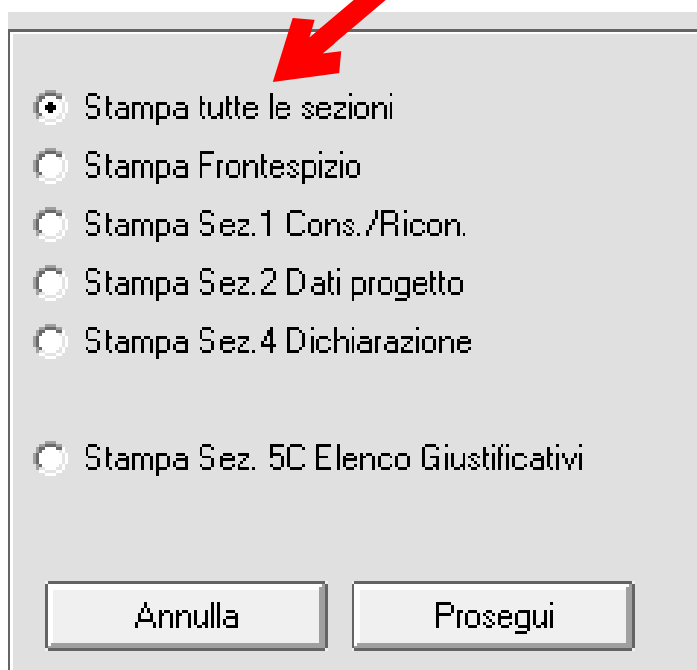 Stampa tutte le sezioni
Stampa Frontespizio
Stampa Sez.1 Cons./Ricon.
Stampa Sez.2 Dati progetto
Stampa Sez.4 Dichiarazione
Stampa Sez. 5C Elenco Giustificativi
Annulla Prosegui